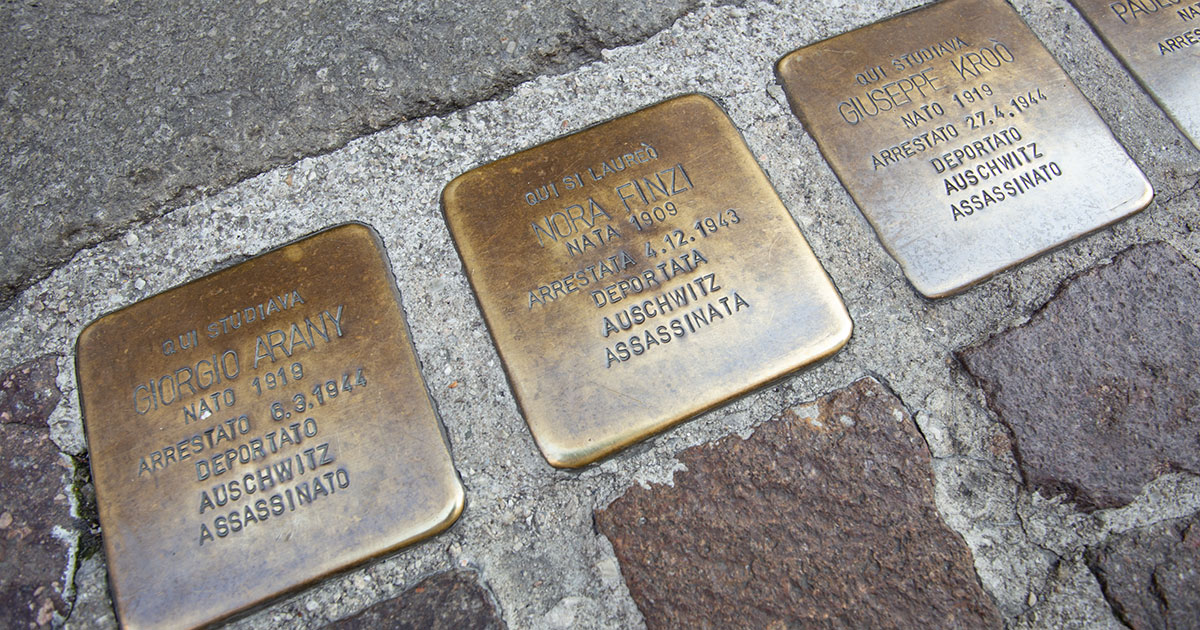 QUI STUDIAVA
GIORGIO ARANY
NATO 1919
ARRESTATO 6.3.1944
DEPORTATO
AUSCHWITZ
ASSASSINATO
QUI SI LAUREÒ
NORA FINZI
NATA 1909
ARRESTATA 4.12.1943
DEPORTATA
AUSCHWITZ
ASSASSINATA
QUI STUDIAVA
GIUSEPPE KROÒ
NATO 1919
ARRESTATO 27.4.1944
DEPORTATO
AUSCHWITZ
ASSASSINATO